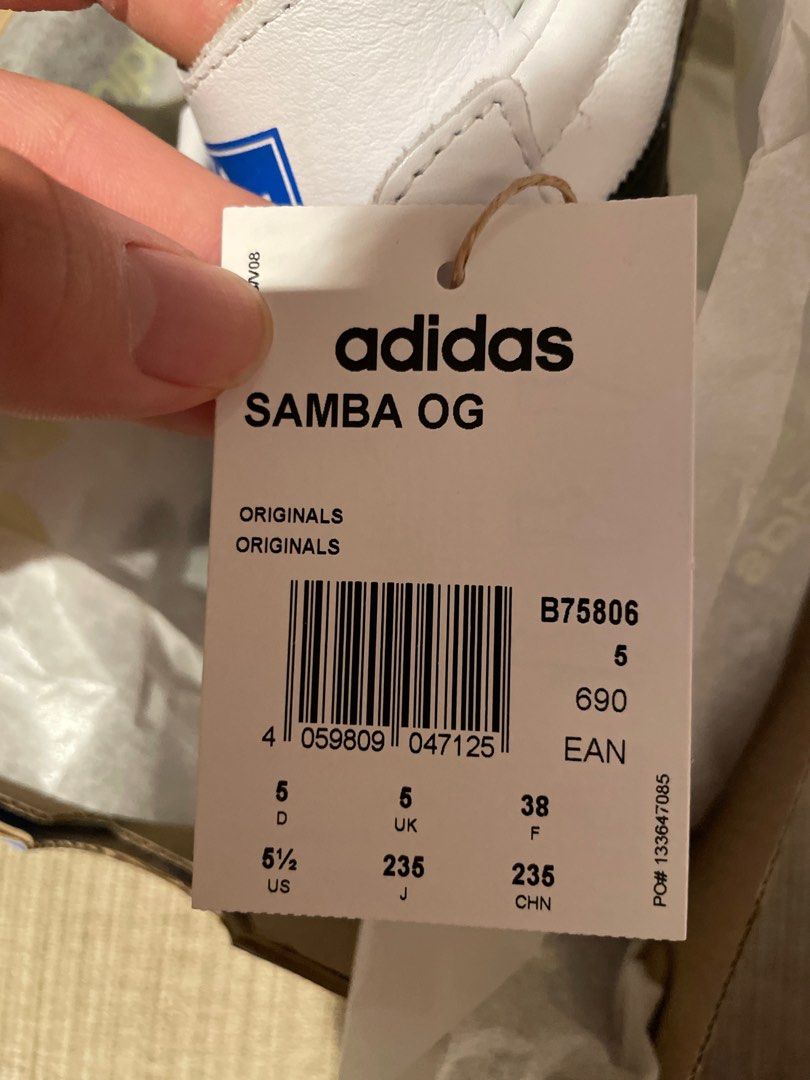 adidas
SAMBA OG
ORIGINALS
ORIGINALS
B75806
5
690
EAN
4 059809 047125
5 5 38
D UK F
5½ 235 235
US J CHN
PO# 133647085